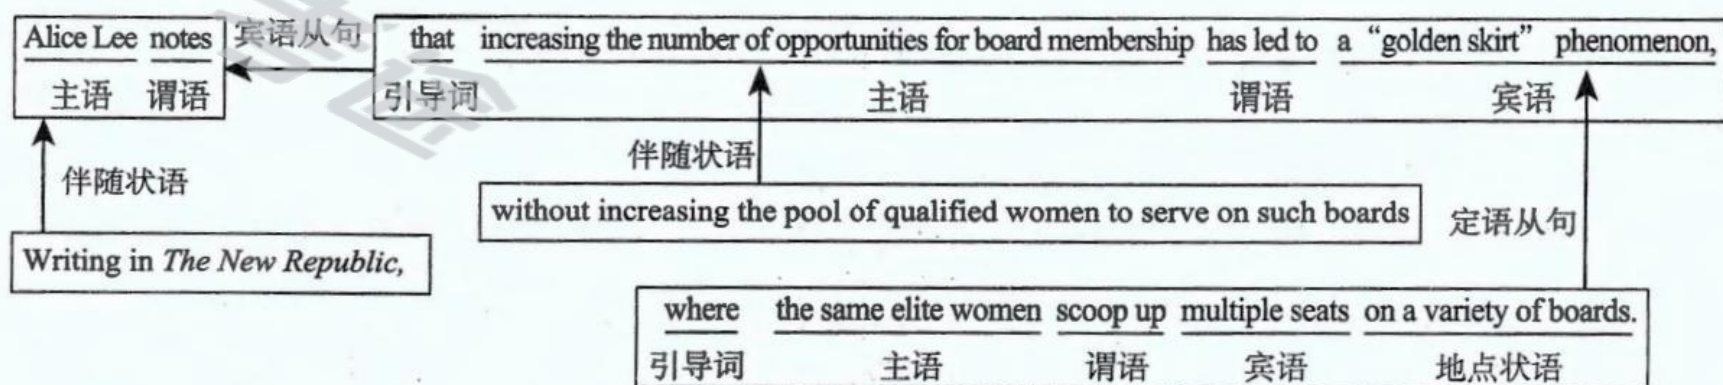 Alice Lee notes 宾语从句 that increasing the number of opportunities for board membership has led to a “golden skirt” phenomenon,
主语 谓语 引导词 主语 谓语 宾语
伴随状语 伴随状语
without increasing the pool of qualified women to serve on such boards 定语从句
Writing in The New Republic,
where the same elite women scoop up multiple seats on a variety of boards.
引导词 主语 谓语 宾语 地点状语